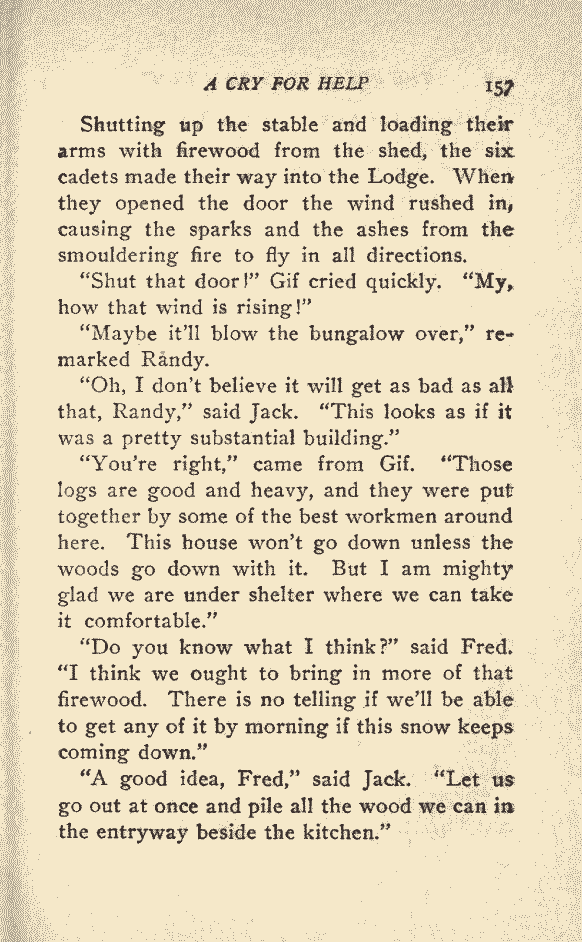 A CRY FOR HELP 157
Shutting up the stable and loading their
arms with firewood from the shed, the six
cadets made their way into the Lodge. When
they opened the door the wind rushed in,
causing the sparks and the ashes from the
smouldering fire to fly in all directions.
“Shut that door!” Gif cried quickly. “My,
how that wind is rising!”
“Maybe it’ll blow the bungalow over,” re-
marked Randy.
“Oh, I don’t believe it will get as bad as all
that, Randy,” said Jack. “This looks as if it
was a pretty substantial building.”
“You’re right,” came from Gif. “Those
logs are good and heavy, and they were put
together by some of the best workmen around
here. This house won’t go down unless the
woods go down with it. But I am mighty
glad we are under shelter where we can take
it comfortable.”
“Do you know what I think?” said Fred.
“I think we ought to bring in more of that
firewood. There is no telling if we’ll be able
to get any of it by morning if this snow keeps
coming down.”
“A good idea, Fred,” said Jack. “Let us
go out at once and pile all the wood we can in
the entryway beside the kitchen.”